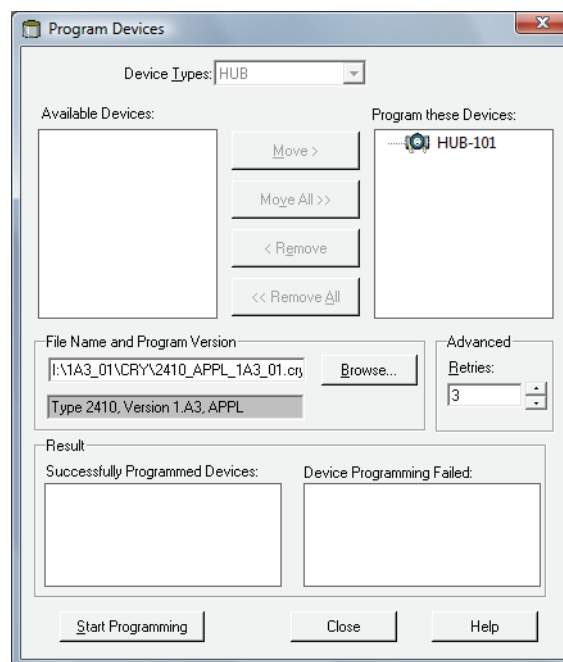 Program Devices
Device Types: HUB
Available Devices:
Program these Devices:
Move >
HUB-101
Move All >>
< Remove
<< Remove All
File Name and Program Version
I:\1A3_01\CRY\2410_APPL_1A3_01.cry
Browse...
Type 2410, Version 1.A3, APPL
Advanced
Retries:
3
Result
Successfully Programmed Devices:
Device Programming Failed:
Start Programming
Close
Help